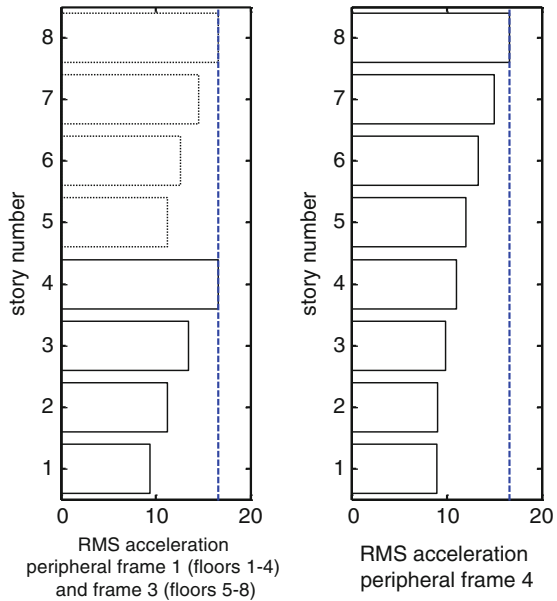 8
7
6
5
4
3
2
1
story number
0 10 20
RMS acceleration
peripheral frame 1 (floors 1-4)
and frame 3 (floors 5-8)
8
7
6
5
4
3
2
1
story number
0 10 20
RMS acceleration
peripheral frame 4